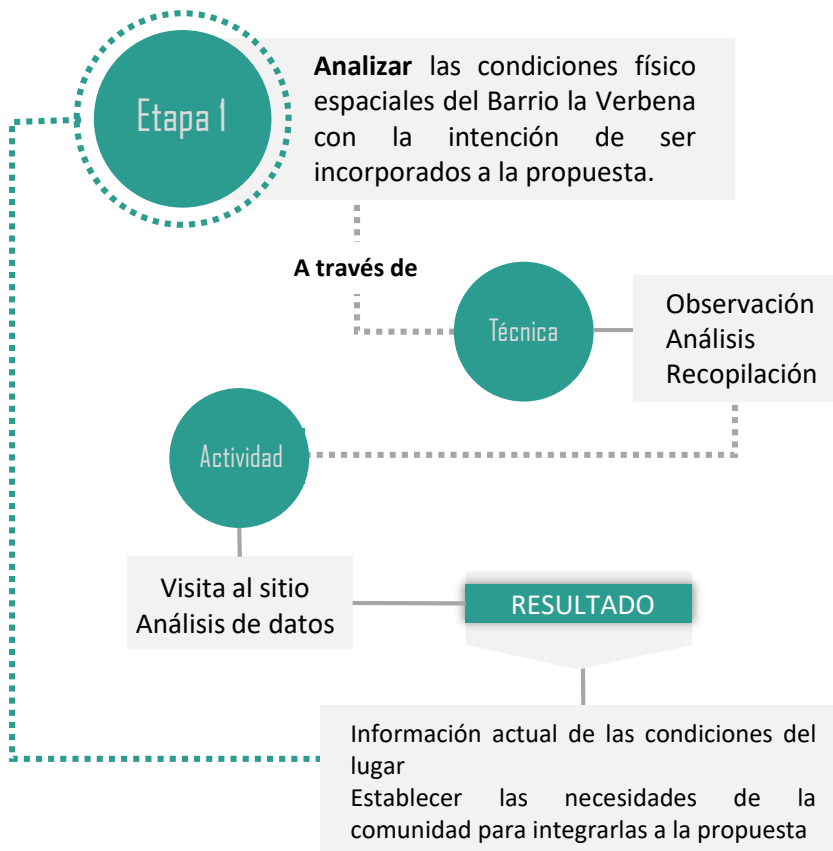 Etapa 1
Analizar las condiciones físico
espaciales del Barrio la Verbena
con la intención de ser
incorporados a la propuesta.
A través de
Técnica
Observación
Análisis
Recopilación
Actividad
Visita al sitio
Análisis de datos
RESULTADO
Información actual de las condiciones del
lugar
Establecer las necesidades de la
comunidad para integrarlas a la propuesta